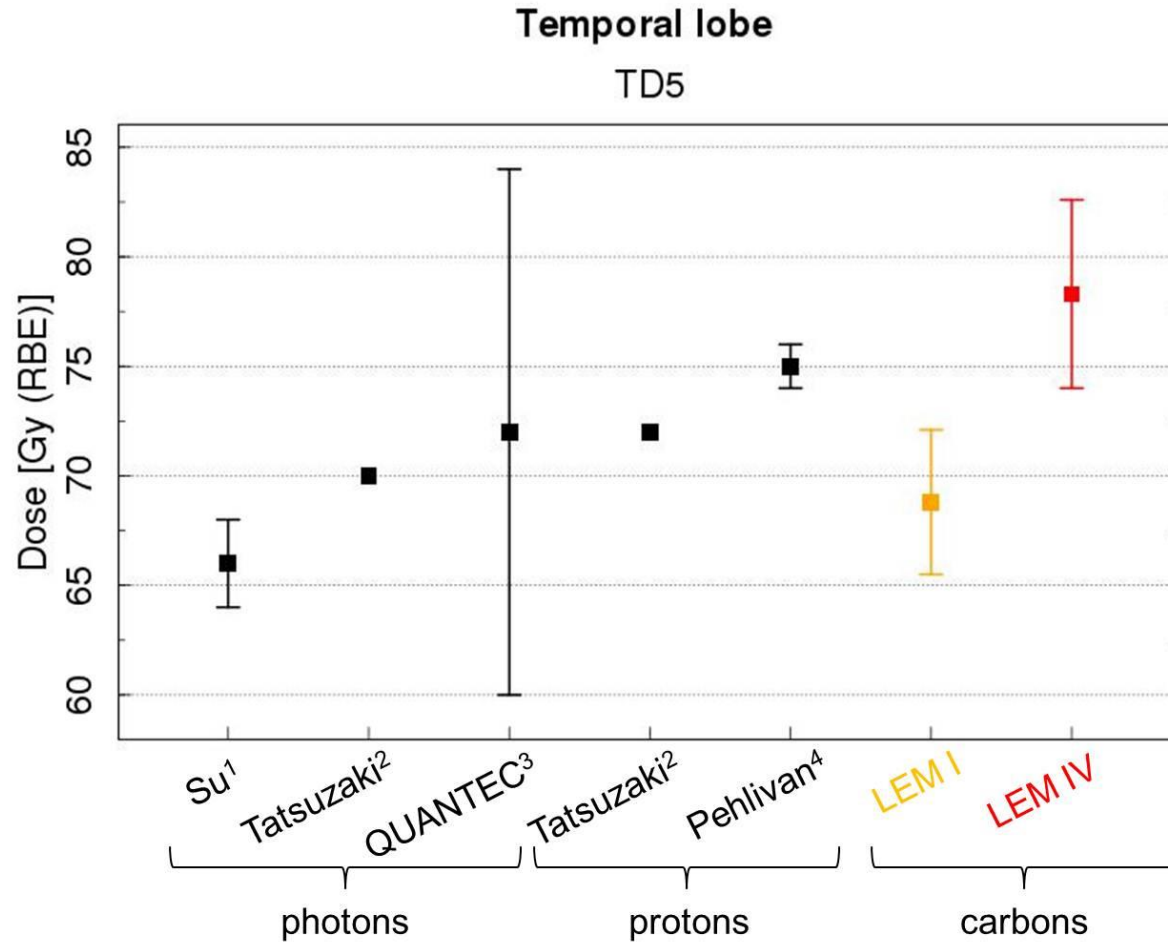 Temporal lobe
TD5
Dose [Gy (RBE)]
85
80
75
70
65
60
Su¹
Tatsuzaki²
QUANTEC³
Tatsuzaki²
Pehlivan⁴
LEM I
LEM IV
photons
protons
carbons